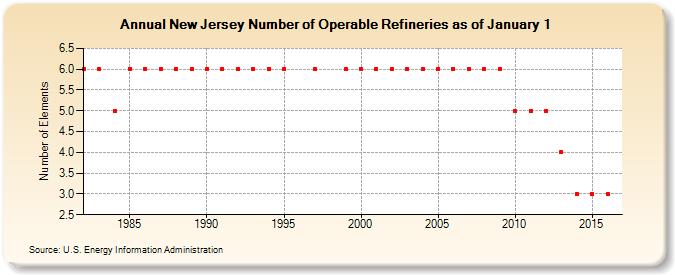 Annual New Jersey Number of Operable Refineries as of January 1
Number of Elements
6.5
6.0
5.5
5.0
4.5
4.0
3.5
3.0
2.5
1985 1990 1995 2000 2005 2010 2015
Source: U.S. Energy Information Administration